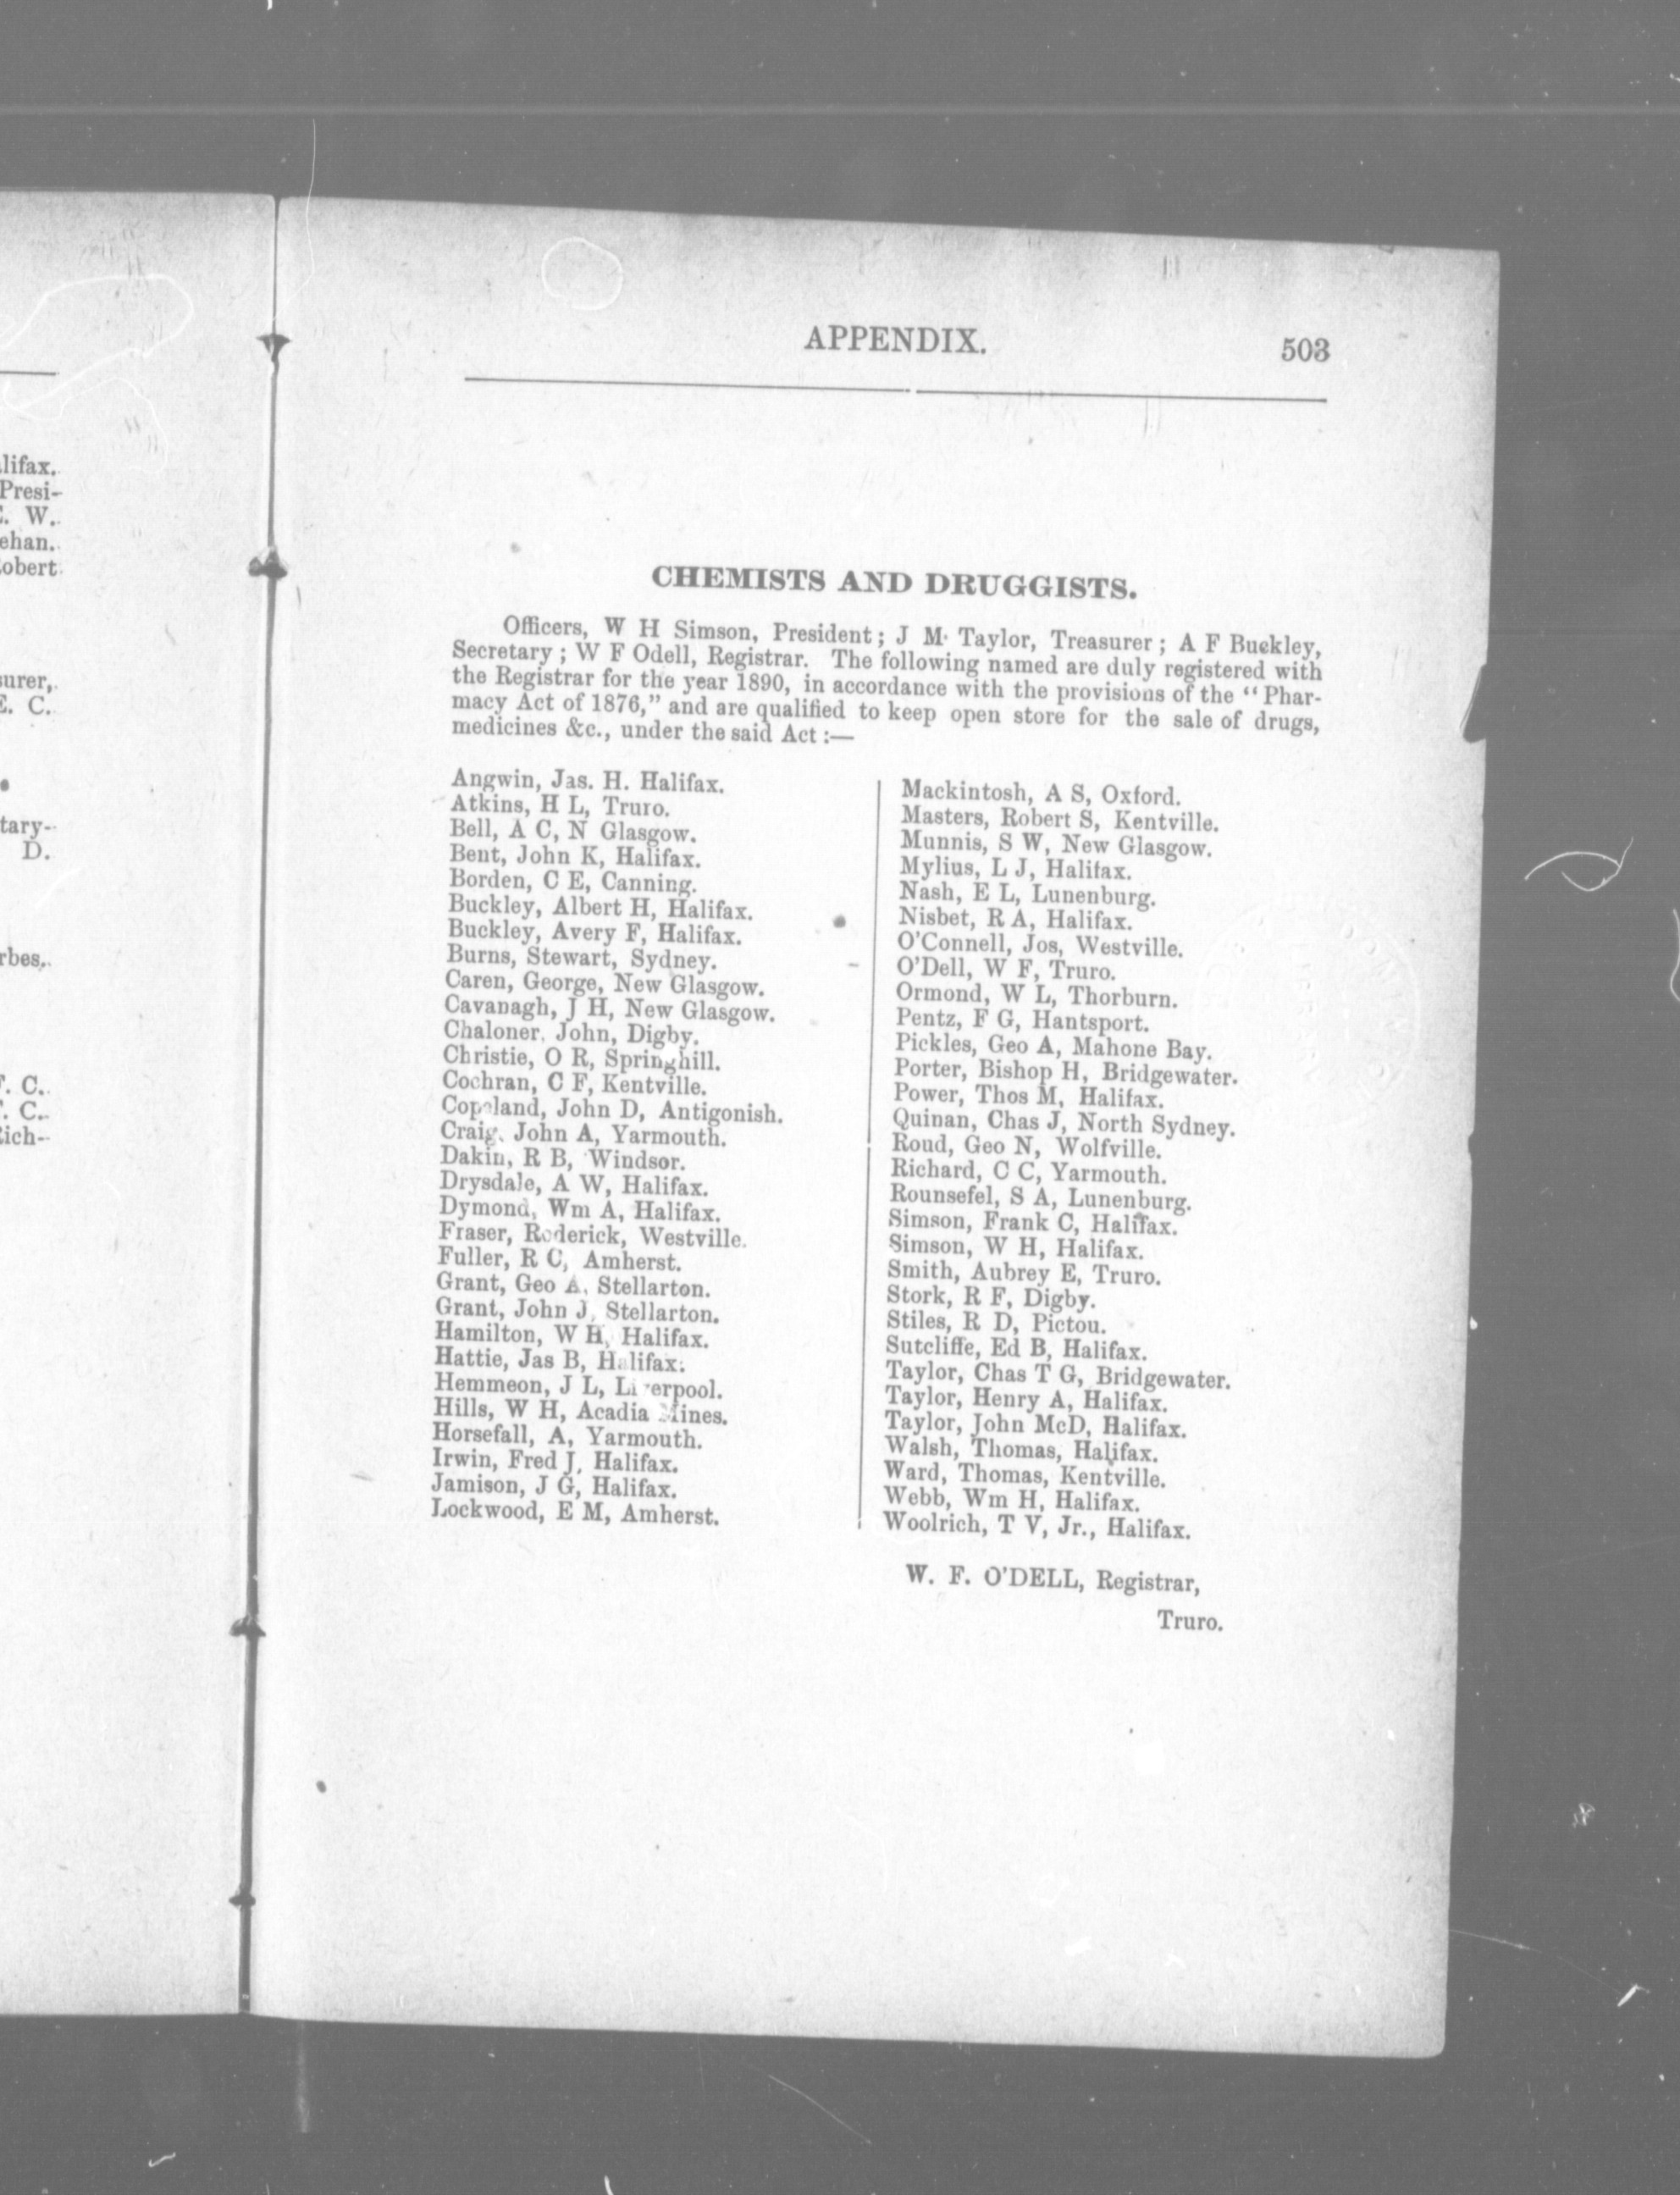 APPENDIX. 503
CHEMISTS AND DRUGGISTS.
Officers, W H Simson, President; J M. Taylor, Treasurer; A F Buckley,
Secretary; W F Odell, Registrar. The following named are duly registered with
the Registrar for the year 1890, in accordance with the provisions of the "Phar-
macy Act of 1876," and are qualified to keep open store for the sale of drugs,
medicines &c., under the said Act:—
Angwin, Jas. H. Halifax.
Atkins, H L, Truro.
Bell, A C, N Glasgow.
Bent, John K, Halifax.
Borden, C E, Canning.
Buckley, Albert H, Halifax.
Buckley, Avery F, Halifax.
Burns, Stewart, Sydney.
Caren, George, New Glasgow.
Cavanagh, J H, New Glasgow.
Chaloner, John, Digby.
Christie, O R, Springhill.
Cochran, C F, Kentville.
Copeland, John D, Antigonish.
Craig, John A, Yarmouth.
Dakin, R B, Windsor.
Drysdale, A W, Halifax.
Dymond, Wm A, Halifax.
Fraser, Roderick, Westville.
Fuller, R C, Amherst.
Grant, Geo A, Stellarton.
Grant, John J, Stellarton.
Hamilton, W H, Halifax.
Hattie, Jas B, Halifax.
Hemmeon, J L, Liverpool.
Hills, W H, Acadia Mines.
Horsefall, A, Yarmouth.
Irwin, Fred J, Halifax.
Jamison, J G, Halifax.
Lockwood, E M, Amherst.
Mackintosh, A S, Oxford.
Masters, Robert S, Kentville.
Munnis, S W, New Glasgow.
Mylius, L J, Halifax.
Nash, E L, Lunenburg.
Nisbet, R A, Halifax.
O'Connell, Jos, Westville.
O'Dell, W F, Truro.
Ormond, W L, Thorburn.
Pentz, F G, Hantsport.
Pickles, Geo A, Mahone Bay.
Porter, Bishop H, Bridgewater.
Power, Thos M, Halifax.
Quinan, Chas J, North Sydney.
Roud, Geo N, Wolfville.
Richard, C C, Yarmouth.
Rounsefel, S A, Lunenburg.
Simson, Frank C, Halifax.
Simson, W H, Halifax.
Smith, Aubrey E, Truro.
Stork, R F, Digby.
Stiles, R D, Pictou.
Sutcliffe, Ed B, Halifax.
Taylor, Chas T G, Bridgewater.
Taylor, Henry A, Halifax.
Taylor, John McD, Halifax.
Walsh, Thomas, Halifax.
Ward, Thomas, Kentville.
Webb, Wm H, Halifax.
Woolrich, T V, Jr., Halifax.
W. F. O'DELL, Registrar,
Truro.